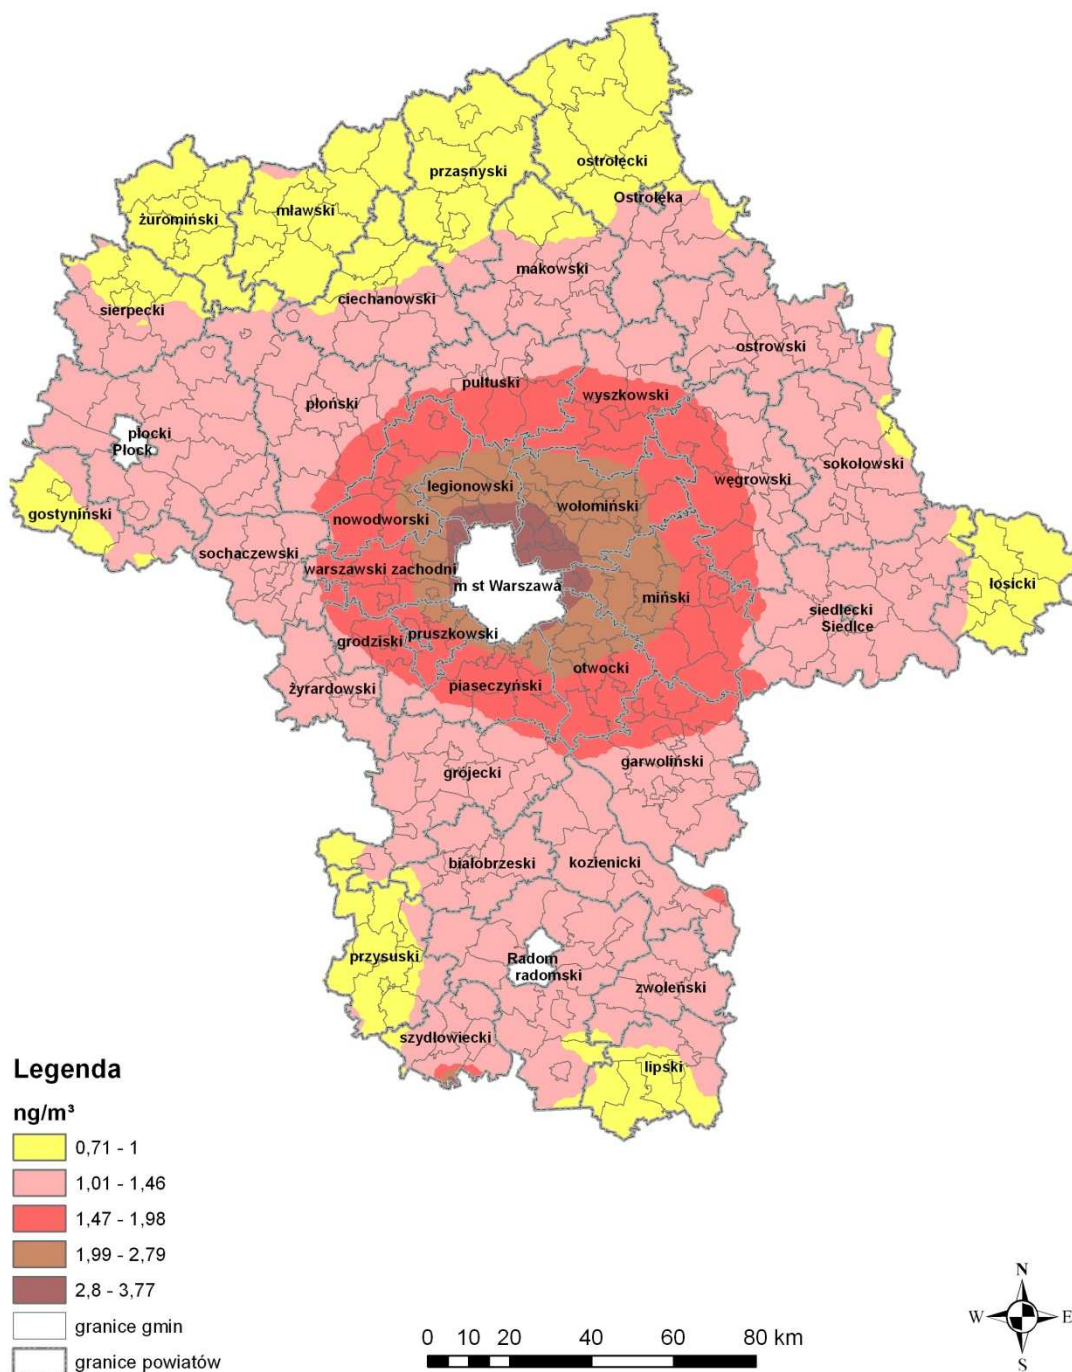 ostrołęcki
przasnyski
Ostrołęka
mławski
żuromiński
makowski
ciechanowski
sierpecki
ostrowski
pułtuski
wyszkowski
płoński
płocki
Płock
sokołowski
węgrowski
legionowski
wołomiński
gostyniński
nowodworski
sochaczewski
warszawski zachodni
m st Warszawa
łosicki
miński
siedlecki
Siedlce
pruszkowski
grodziski
otwocki
piaseczyński
żyrardowski
garwoliński
grójecki
białobrzeski
kozienicki
przysuski
Radom
radomski
zwoleński
szydłowiecki
lipski
Legenda
ng/m³
0,71 - 1
1,01 - 1,46
1,47 - 1,98
1,99 - 2,79
2,8 - 3,77
granice gmin
granice powiatów
0 10 20 40 60 80 km
N
W E
S